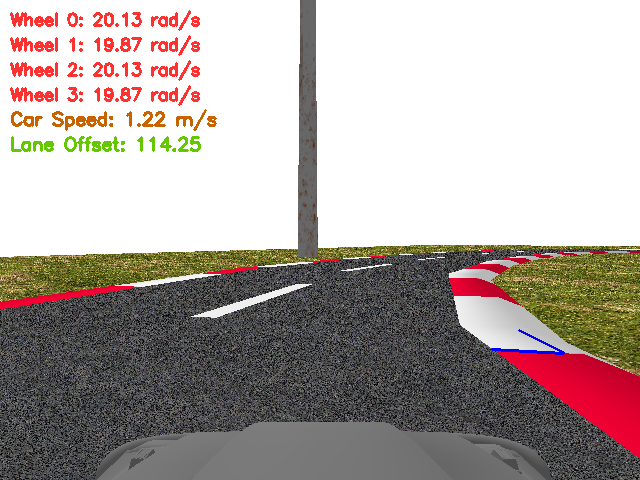 Wheel 0: 20.13 rad/s
Wheel 1: 19.87 rad/s
Wheel 2: 20.13 rad/s
Wheel 3: 19.87 rad/s
Car Speed: 1.22 m/s
Lane Offset: 114.25